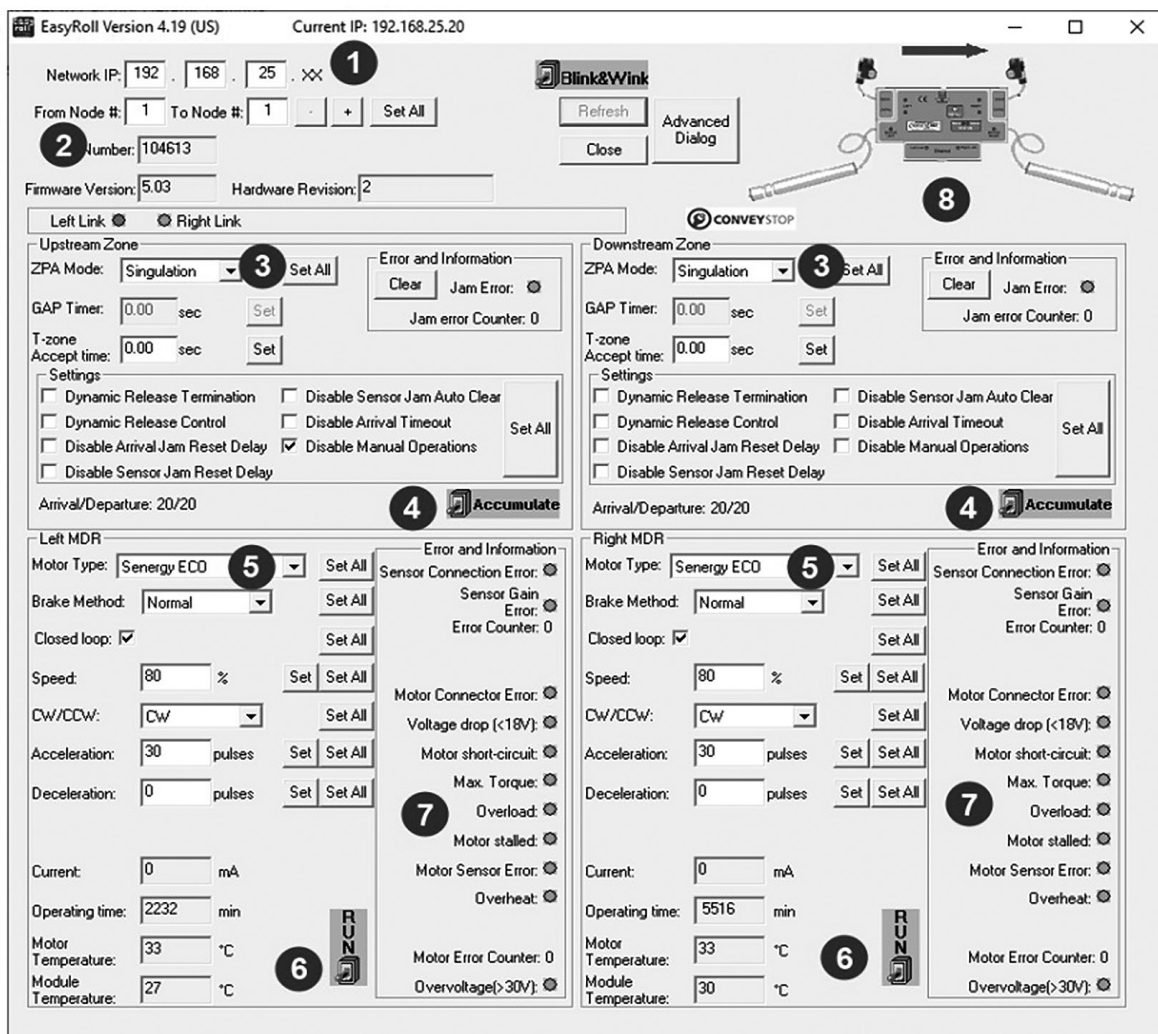 EasyRoll Version 4.19 (US) Current IP: 192.168.25.20
Network IP: 192 . 168 . 25 . XX 1
Blink&Wink
From Node #: 1 To Node #: 1 - + Set All
Refresh
Advanced Dialog
Close
2 Number: 104613
Firmware Version: 5.03 Hardware Revision: 2
8
Left Link Right Link
CONVEYSTOP
Upstream Zone
ZPA Mode: Singulation 3 Set All
GAP Timer: 0.00 sec Set
T-zone
Accept time: 0.00 sec Set
Error and Information
Clear Jam Error:
Jam error Counter: 0
Settings
Dynamic Release Termination Disable Sensor Jam Auto Clear
Dynamic Release Control Disable Arrival Timeout
Set All
Disable Arrival Jam Reset Delay Disable Manual Operations
Disable Sensor Jam Reset Delay
Arrival/Departure: 20/20 4 Accumulate
Downstream Zone
ZPA Mode: Singulation 3 Set All
GAP Timer: 0.00 sec Set
T-zone
Accept time: 0.00 sec Set
Error and Information
Clear Jam Error:
Jam error Counter: 0
Settings
Dynamic Release Termination Disable Sensor Jam Auto Clear
Dynamic Release Control Disable Arrival Timeout
Set All
Disable Arrival Jam Reset Delay Disable Manual Operations
Disable Sensor Jam Reset Delay
Arrival/Departure: 20/20 4 Accumulate
Left MDR
Motor Type: Senergy ECO 5 Set All
Brake Method: Normal Set All
Closed loop: Set All
Speed: 80 % Set Set All
CW/CCW: CW Set All
Acceleration: 30 pulses Set Set All
Deceleration: 0 pulses Set Set All
Current: 0 mA
Operating time: 2232 min
Motor
Temperature: 33 °C
Module
Temperature: 27 °C
6 RUN
Error and Information
Sensor Connection Error:
Sensor Gain
Error:
Error Counter: 0
Motor Connector Error:
Voltage drop (<18V):
Motor short-circuit:
Max. Torque:
7 Overload:
Motor stalled:
Motor Sensor Error:
Overheat:
Motor Error Counter: 0
Overvoltage(>30V):
Right MDR
Motor Type: Senergy ECO 5 Set All
Brake Method: Normal Set All
Closed loop: Set All
Speed: 80 % Set Set All
CW/CCW: CW Set All
Acceleration: 30 pulses Set Set All
Deceleration: 0 pulses Set Set All
Current: 0 mA
Operating time: 5516 min
Motor
Temperature: 33 °C
Module
Temperature: 30 °C
6 RUN
Error and Information
Sensor Connection Error:
Sensor Gain
Error:
Error Counter: 0
Motor Connector Error:
Voltage drop (<18V):
Motor short-circuit:
Max. Torque:
7 Overload:
Motor stalled:
Motor Sensor Error:
Overheat:
Motor Error Counter: 0
Overvoltage(>30V):